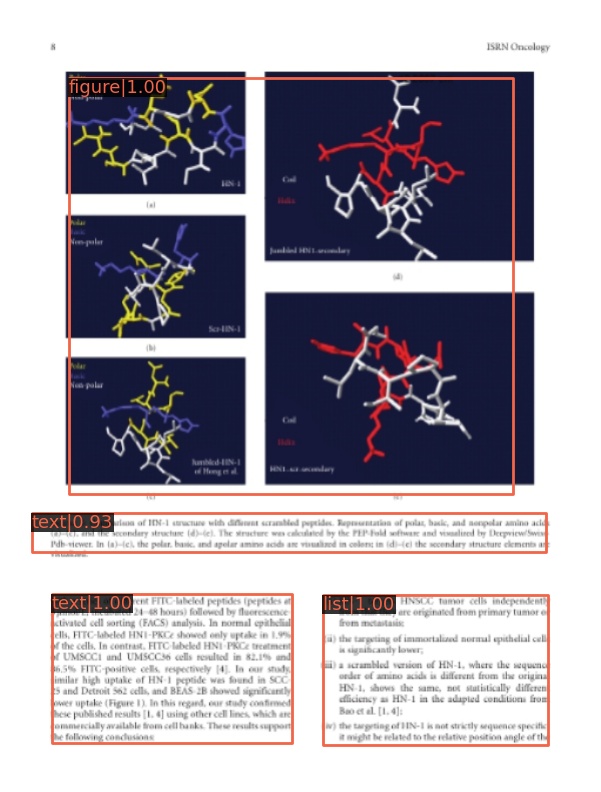 8
ISRN Oncology
figure|1.00
Non-polar
HN-1
(a)
Polar
Basic
Non-polar
Scr-HN-1
(b)
Polar
Basic
Non-polar
Jumbled-HN-1
of Hong et al.
(c)
Coil
Helix
Jumbled HN1-secondary
(d)
Coil
Helix
HN1-scr-secondary
(e)
text|0.93
arison of HN-1 structure with different scrambled peptides. Representation of polar, basic, and nonpolar amino acids
(a)–(c), and the secondary structure (d)–(e). The structure was calculated by the PEP-Fold software and visualized by Deepview/Swiss
Pdb-viewer. In (a)–(c), the polar, basic, and apolar amino acids are visualized in colors; in (d)–(e) the secondary structure elements are
visualized.
text|1.00
erent FITC-labeled peptides (peptides at
24–48 hours) followed by fluorescence-
activated cell sorting (FACS) analysis. In normal epithelial
cells, FITC-labeled HN1-PKCε showed only uptake in 1.9%
of the cells. In contrast, FITC-labeled HN1-PKCε treatment
of UMSCC1 and UMSCC36 cells resulted in 82.1% and
46.5% FITC-positive cells, respectively [4]. In our study,
similar high uptake of HN-1 peptide was found in SCC-
25 and Detroit 562 cells, and BEAS-2B showed significantly
lower uptake (Figure 1). In this regard, our study confirmed
these published results [1, 4] using other cell lines, which are
commercially available from cell banks. These results support
the following conclusions:
list|1.00
HNSCC tumor cells independently
are originated from primary tumor or
from metastasis;
(ii) the targeting of immortalized normal epithelial cells
is significantly lower;
(iii) a scrambled version of HN-1, where the sequence
order of amino acids is different from the original
HN-1, shows the same, not statistically different
efficiency as HN-1 in the adapted conditions from
Bao et al. [1, 4];
(iv) the targeting of HN-1 is not strictly sequence specific;
it might be related to the relative position angle of the